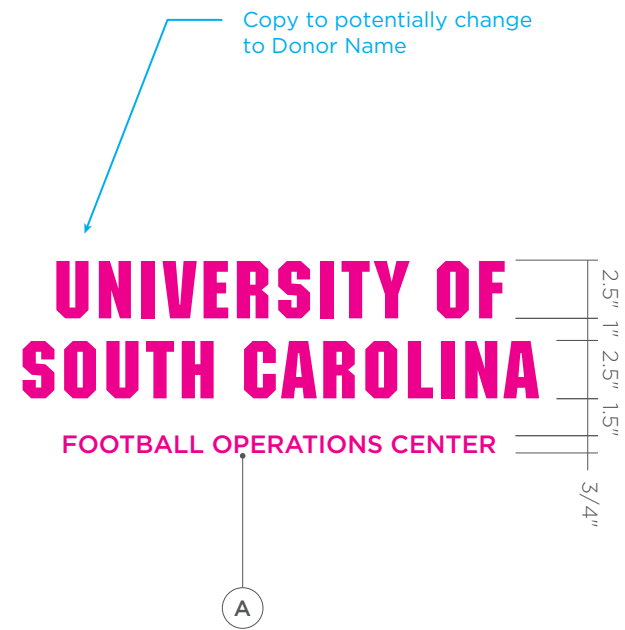 Copy to potentially change
to Donor Name
UNIVERSITY OF
SOUTH CAROLINA
FOOTBALL OPERATIONS CENTER
2.5" 1" 2.5" 1.5"
3/4"
A